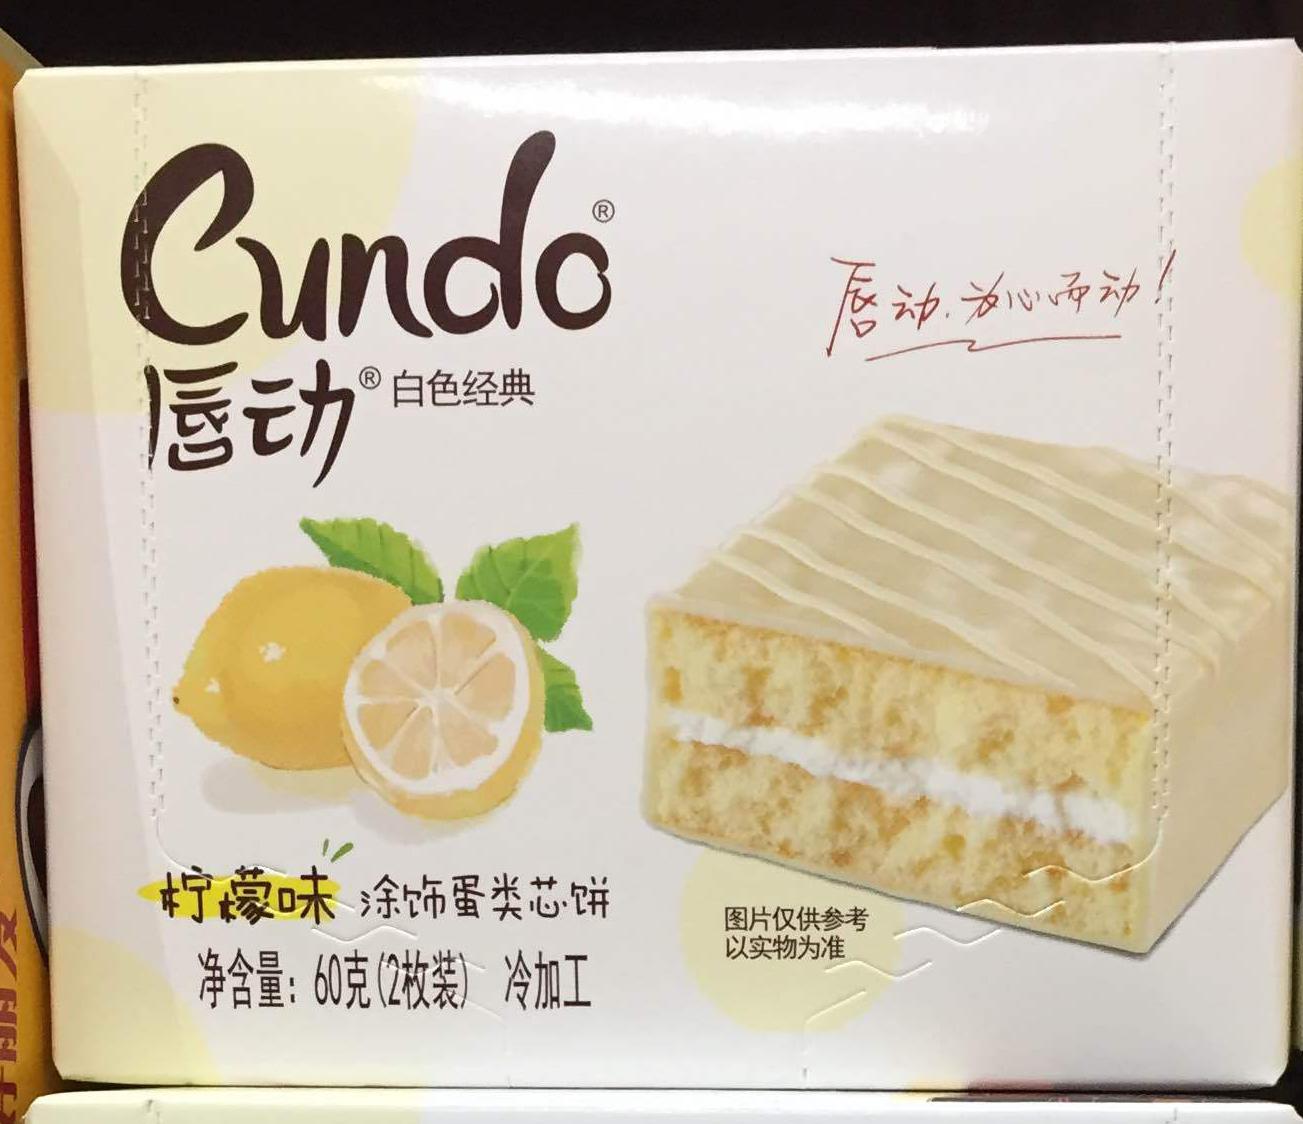 Cundo®
唇动® 白色经典
唇动.为心而动!
柠檬味 涂饰蛋类芯饼
净含量: 60克(2枚装) 冷加工
图片仅供参考
以实物为准